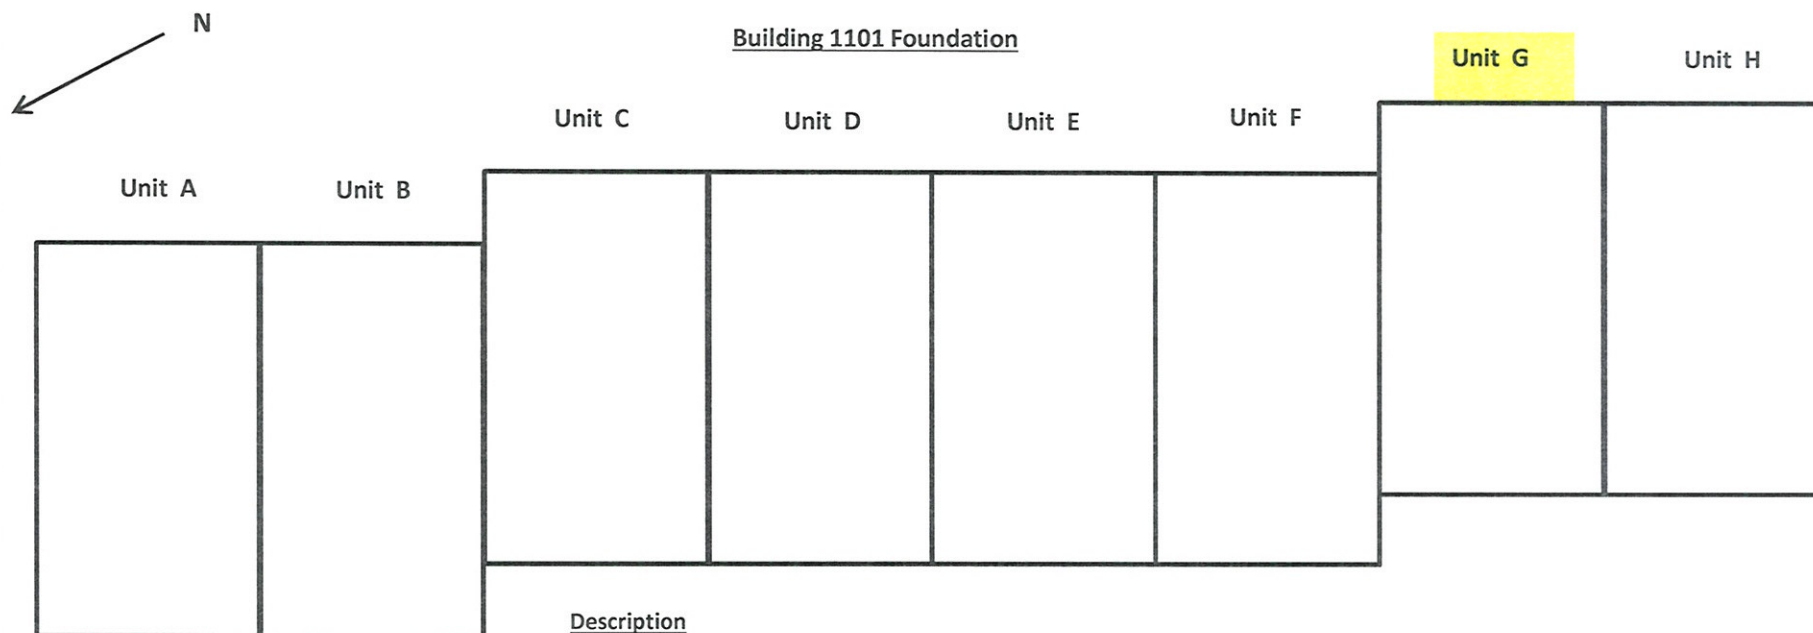 N
Building 1101 Foundation
Unit G
Unit H
Unit C
Unit D
Unit E
Unit F
Unit A
Unit B
Description